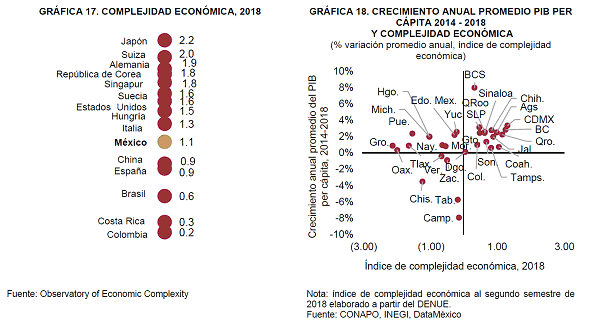 GRÁFICA 17. COMPLEJIDAD ECONÓMICA, 2018
Japón 2.2
Suiza 2.0
Alemania 1.9
República de Corea 1.8
Singapur 1.8
Suecia 1.6
Estados Unidos 1.6
Hungría 1.5
Italia 1.3
México 1.1
China 0.9
España 0.9
Brasil 0.6
Costa Rica 0.3
Colombia 0.2
Fuente: Observatory of Economic Complexity
GRÁFICA 18. CRECIMIENTO ANUAL PROMEDIO PIB PER
CÁPITA 2014 - 2018
Y COMPLEJIDAD ECONÓMICA
(% variación promedio anual, índice de complejidad
económica)
Crecimiento anual promedio del PIB
per cápita, 2014-2018
10%
8%
6%
4%
2%
0%
-2%
-4%
-6%
-8%
-10%
BCS
Hgo.
Sinaloa
Chih.
Edo. Mex.
QRoo
Ags
Mich.
Yuc
SLP
CDMX
Pue.
BC
Gro.
Nay.
Mor.
Gto.
Qro.
Jal.
Oax.
Tlax.
Ver.
Dgo.
Son.
Coah.
Zac.
Col.
Tamps.
Chis.
Tab.
Camp.
(3.00) (1.00) 1.00 3.00
Índice de complejidad económica, 2018
Nota: índice de complejidad económica al segundo semestre de
2018 elaborado a partir del DENUE.
Fuente: CONAPO, INEGI, DataMéxico